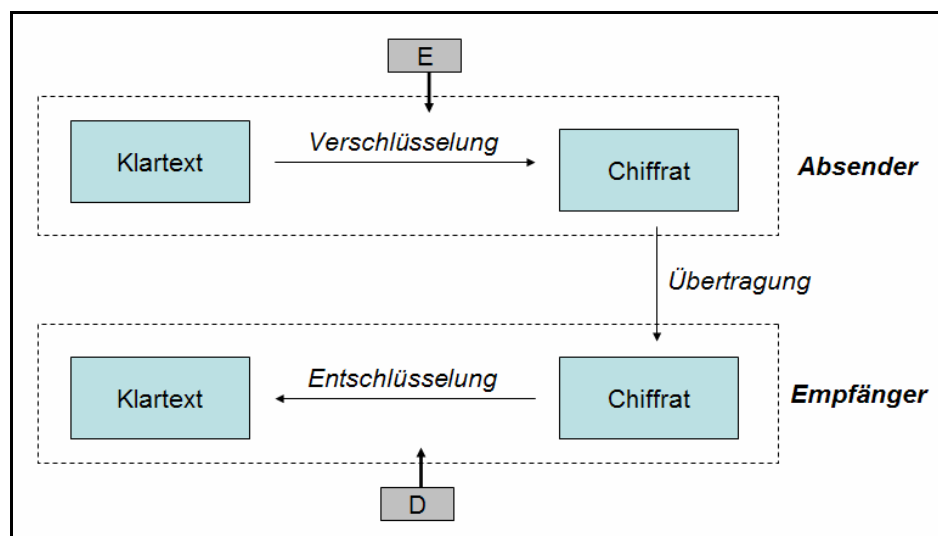 E
Klartext
Verschlüsselung
Chiffrat
Absender
Übertragung
Klartext
Entschlüsselung
Chiffrat
Empfänger
D